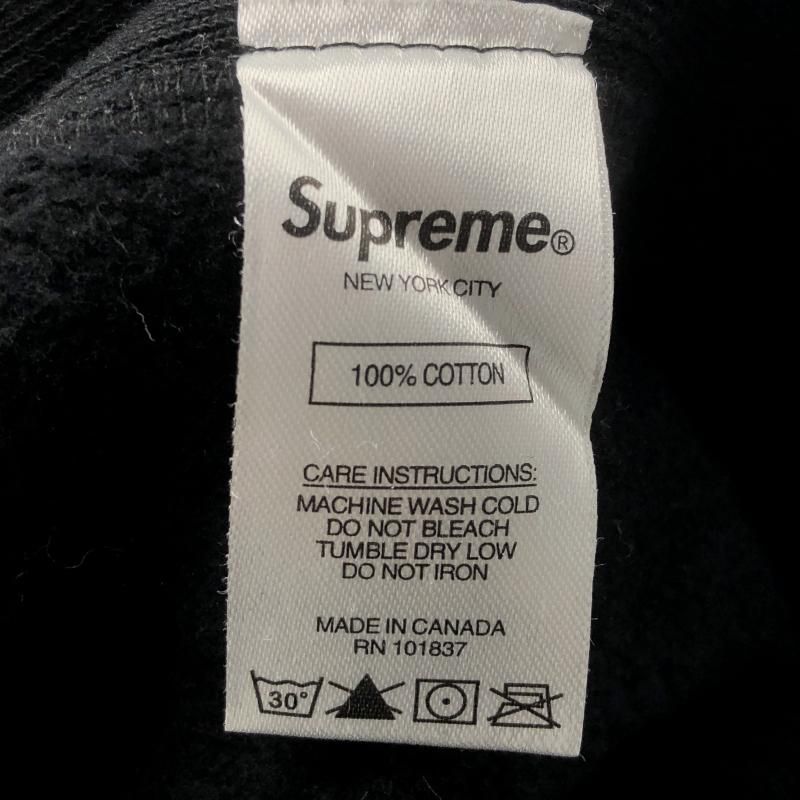 Supreme®
NEW YORK CITY
100% COTTON
CARE INSTRUCTIONS:
MACHINE WASH COLD
DO NOT BLEACH
TUMBLE DRY LOW
DO NOT IRON
MADE IN CANADA
RN 101837
30°